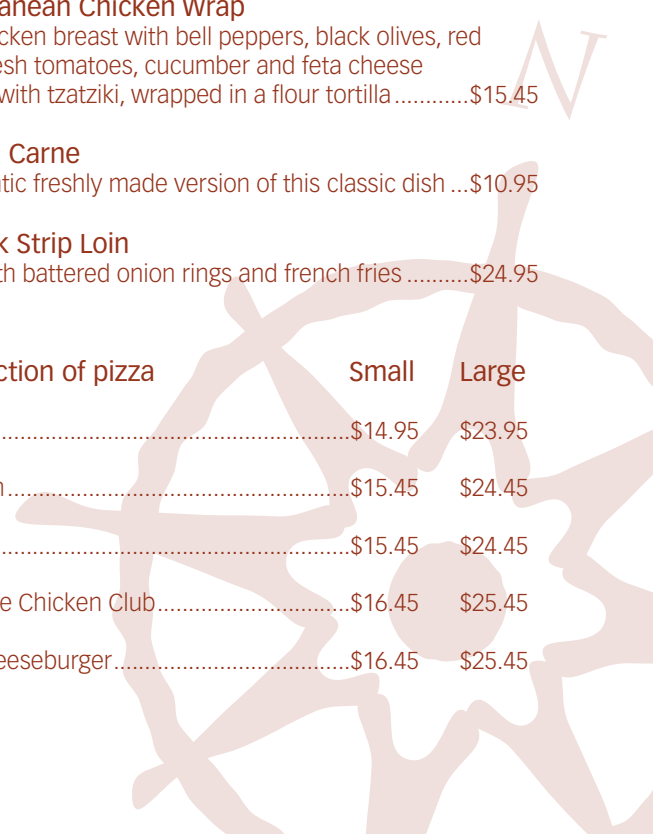 anean Chicken Wrap
cken breast with bell peppers, black olives, red
esh tomatoes, cucumber and feta cheese
with tzatziki, wrapped in a flour tortilla............$15.45
N
Carne
tic freshly made version of this classic dish ...$10.95
k Strip Loin
th battered onion rings and french fries ..........$24.95
ction of pizza Small Large
$14.95 $23.95
n $15.45 $24.45
$15.45 $24.45
e Chicken Club $16.45 $25.45
eeseburger $16.45 $25.45